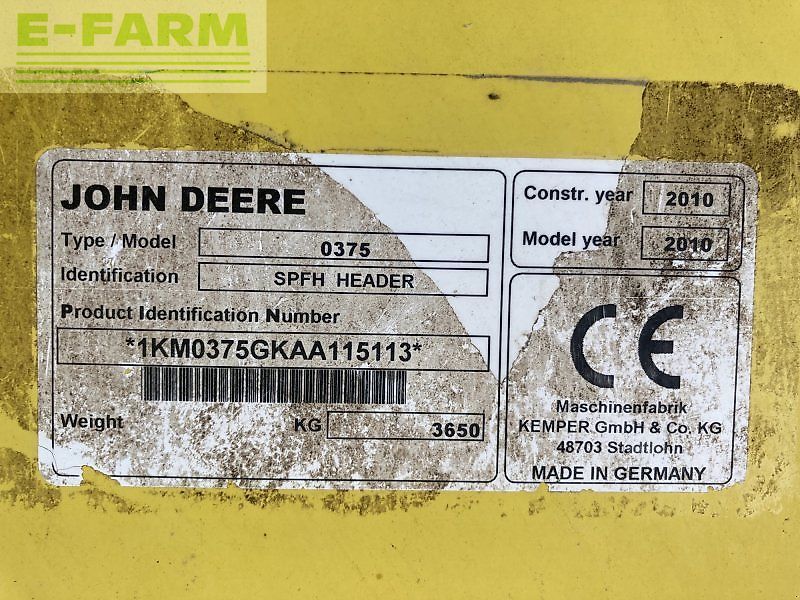 E-FARM
JOHN DEERE
Type / Model 0375
Identification SPFH HEADER
Product Identification Number
*1KM0375GKAA115113*
Weight KG 3650
Constr. year 2010
Model year 2010
CE
Maschinenfabrik
KEMPER GmbH & Co. KG
48703 Stadtlohn
MADE IN GERMANY